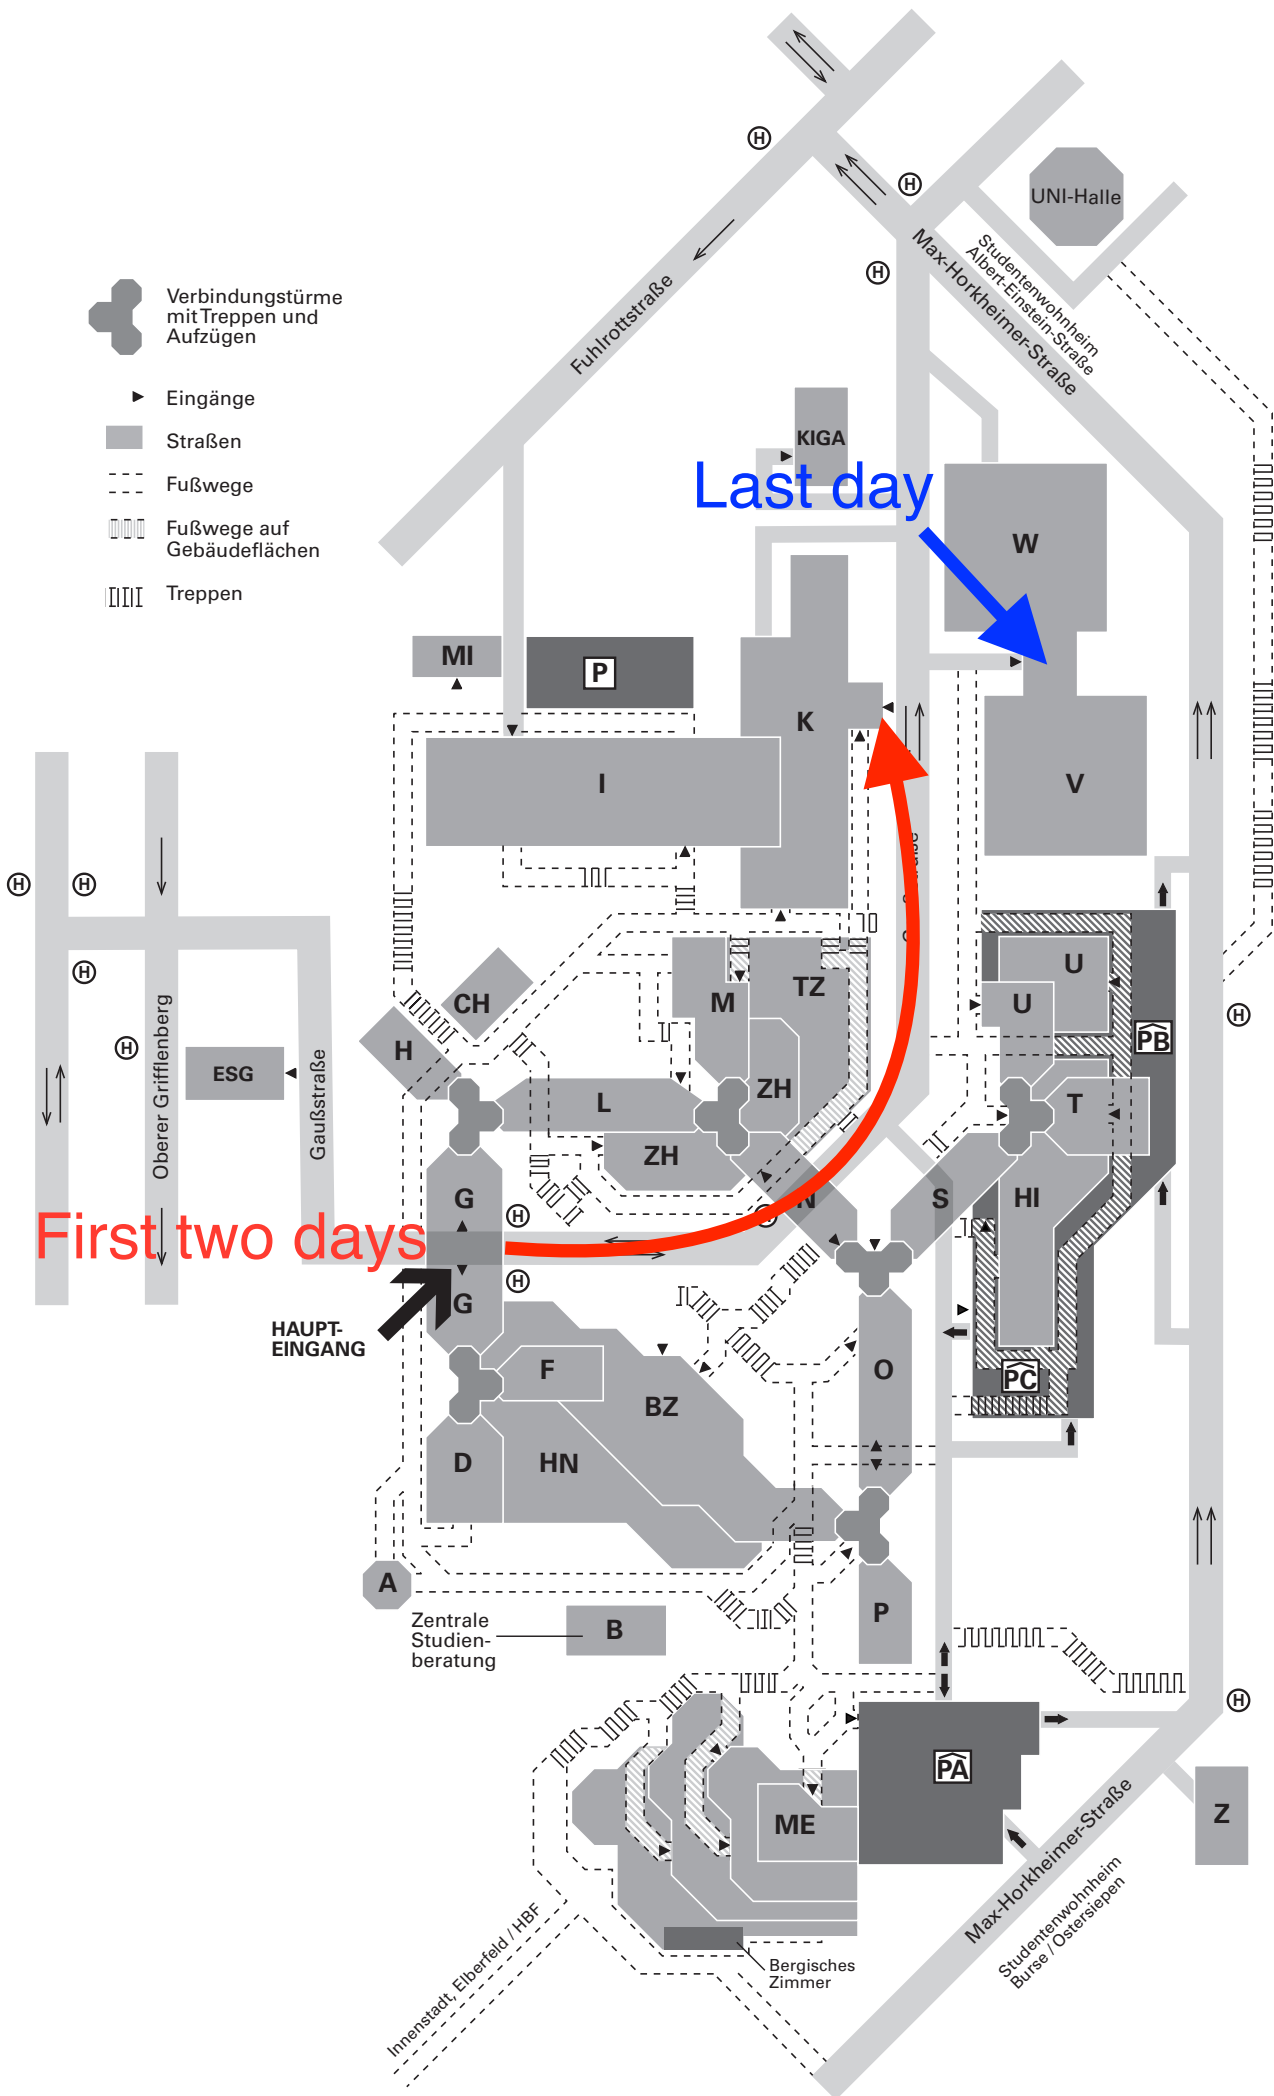 H
H
UNI-Halle
H
Max-Horkheimer-Straße
Studentenwohnheim
Albert-Einstein-Straße
Fuhlrottstraße
Verbindungstürme
mit Treppen und
Aufzügen
Eingänge
Straßen
Fußwege
Fußwege auf
Gebäudeflächen
Treppen
KIGA
Last day
W
MI
P
K
I
V
H
H
H
H
Oberer Grifflenberg
ESG
Gaußstraße
CH
H
M
TZ
U
U
H
PB
L
ZH
T
ZH
G
H
N
S
HI
First two days
H
G
HAUPT-
EINGANG
F
BZ
O
PC
D
HN
A
Zentrale
Studien-
beratung
B
P
H
PA
ME
Z
Max-Horkheimer-Straße
Studentenwohnheim
Burse / Ostersiepen
Innenstadt, Elberfeld / HBF
Bergisches
Zimmer